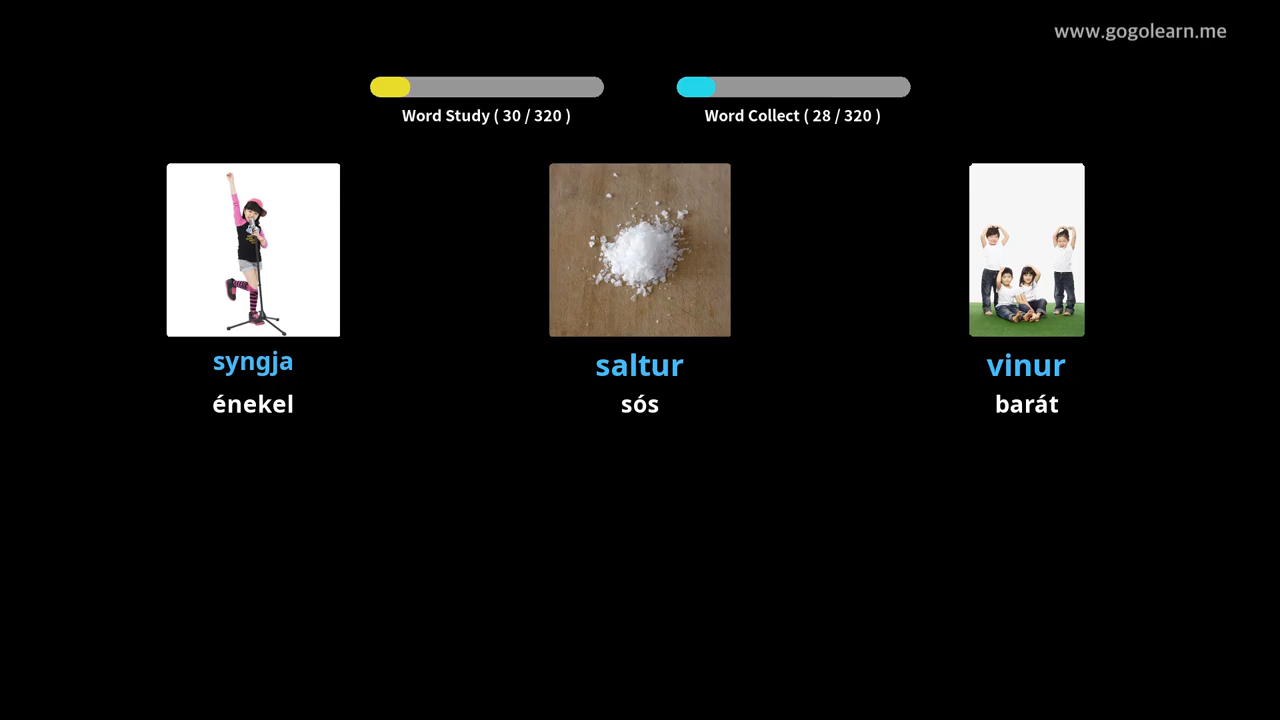 www.gogolearn.me
Word Study ( 30 / 320 )
Word Collect ( 28 / 320 )
syngja
saltur
vinur
énekel
sós
barát